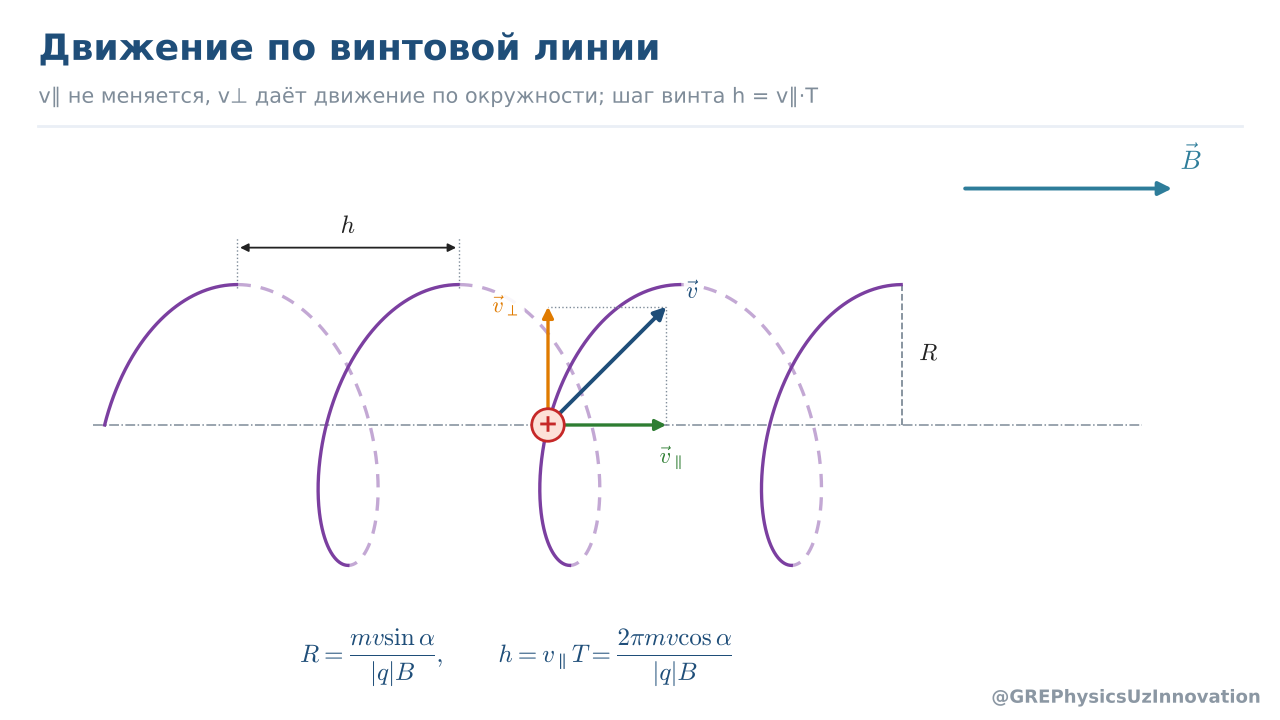 Движение по винтовой линии
v∥ не меняется, v⊥ даёт движение по окружности; шаг винта h = v∥·T
B⃗
h
v⃗⊥
v⃗
R
v⃗∥
R = mv sin α / |q|B, h = v∥ T = 2πmv cos α / |q|B
@GREPhysicsUzInnovation